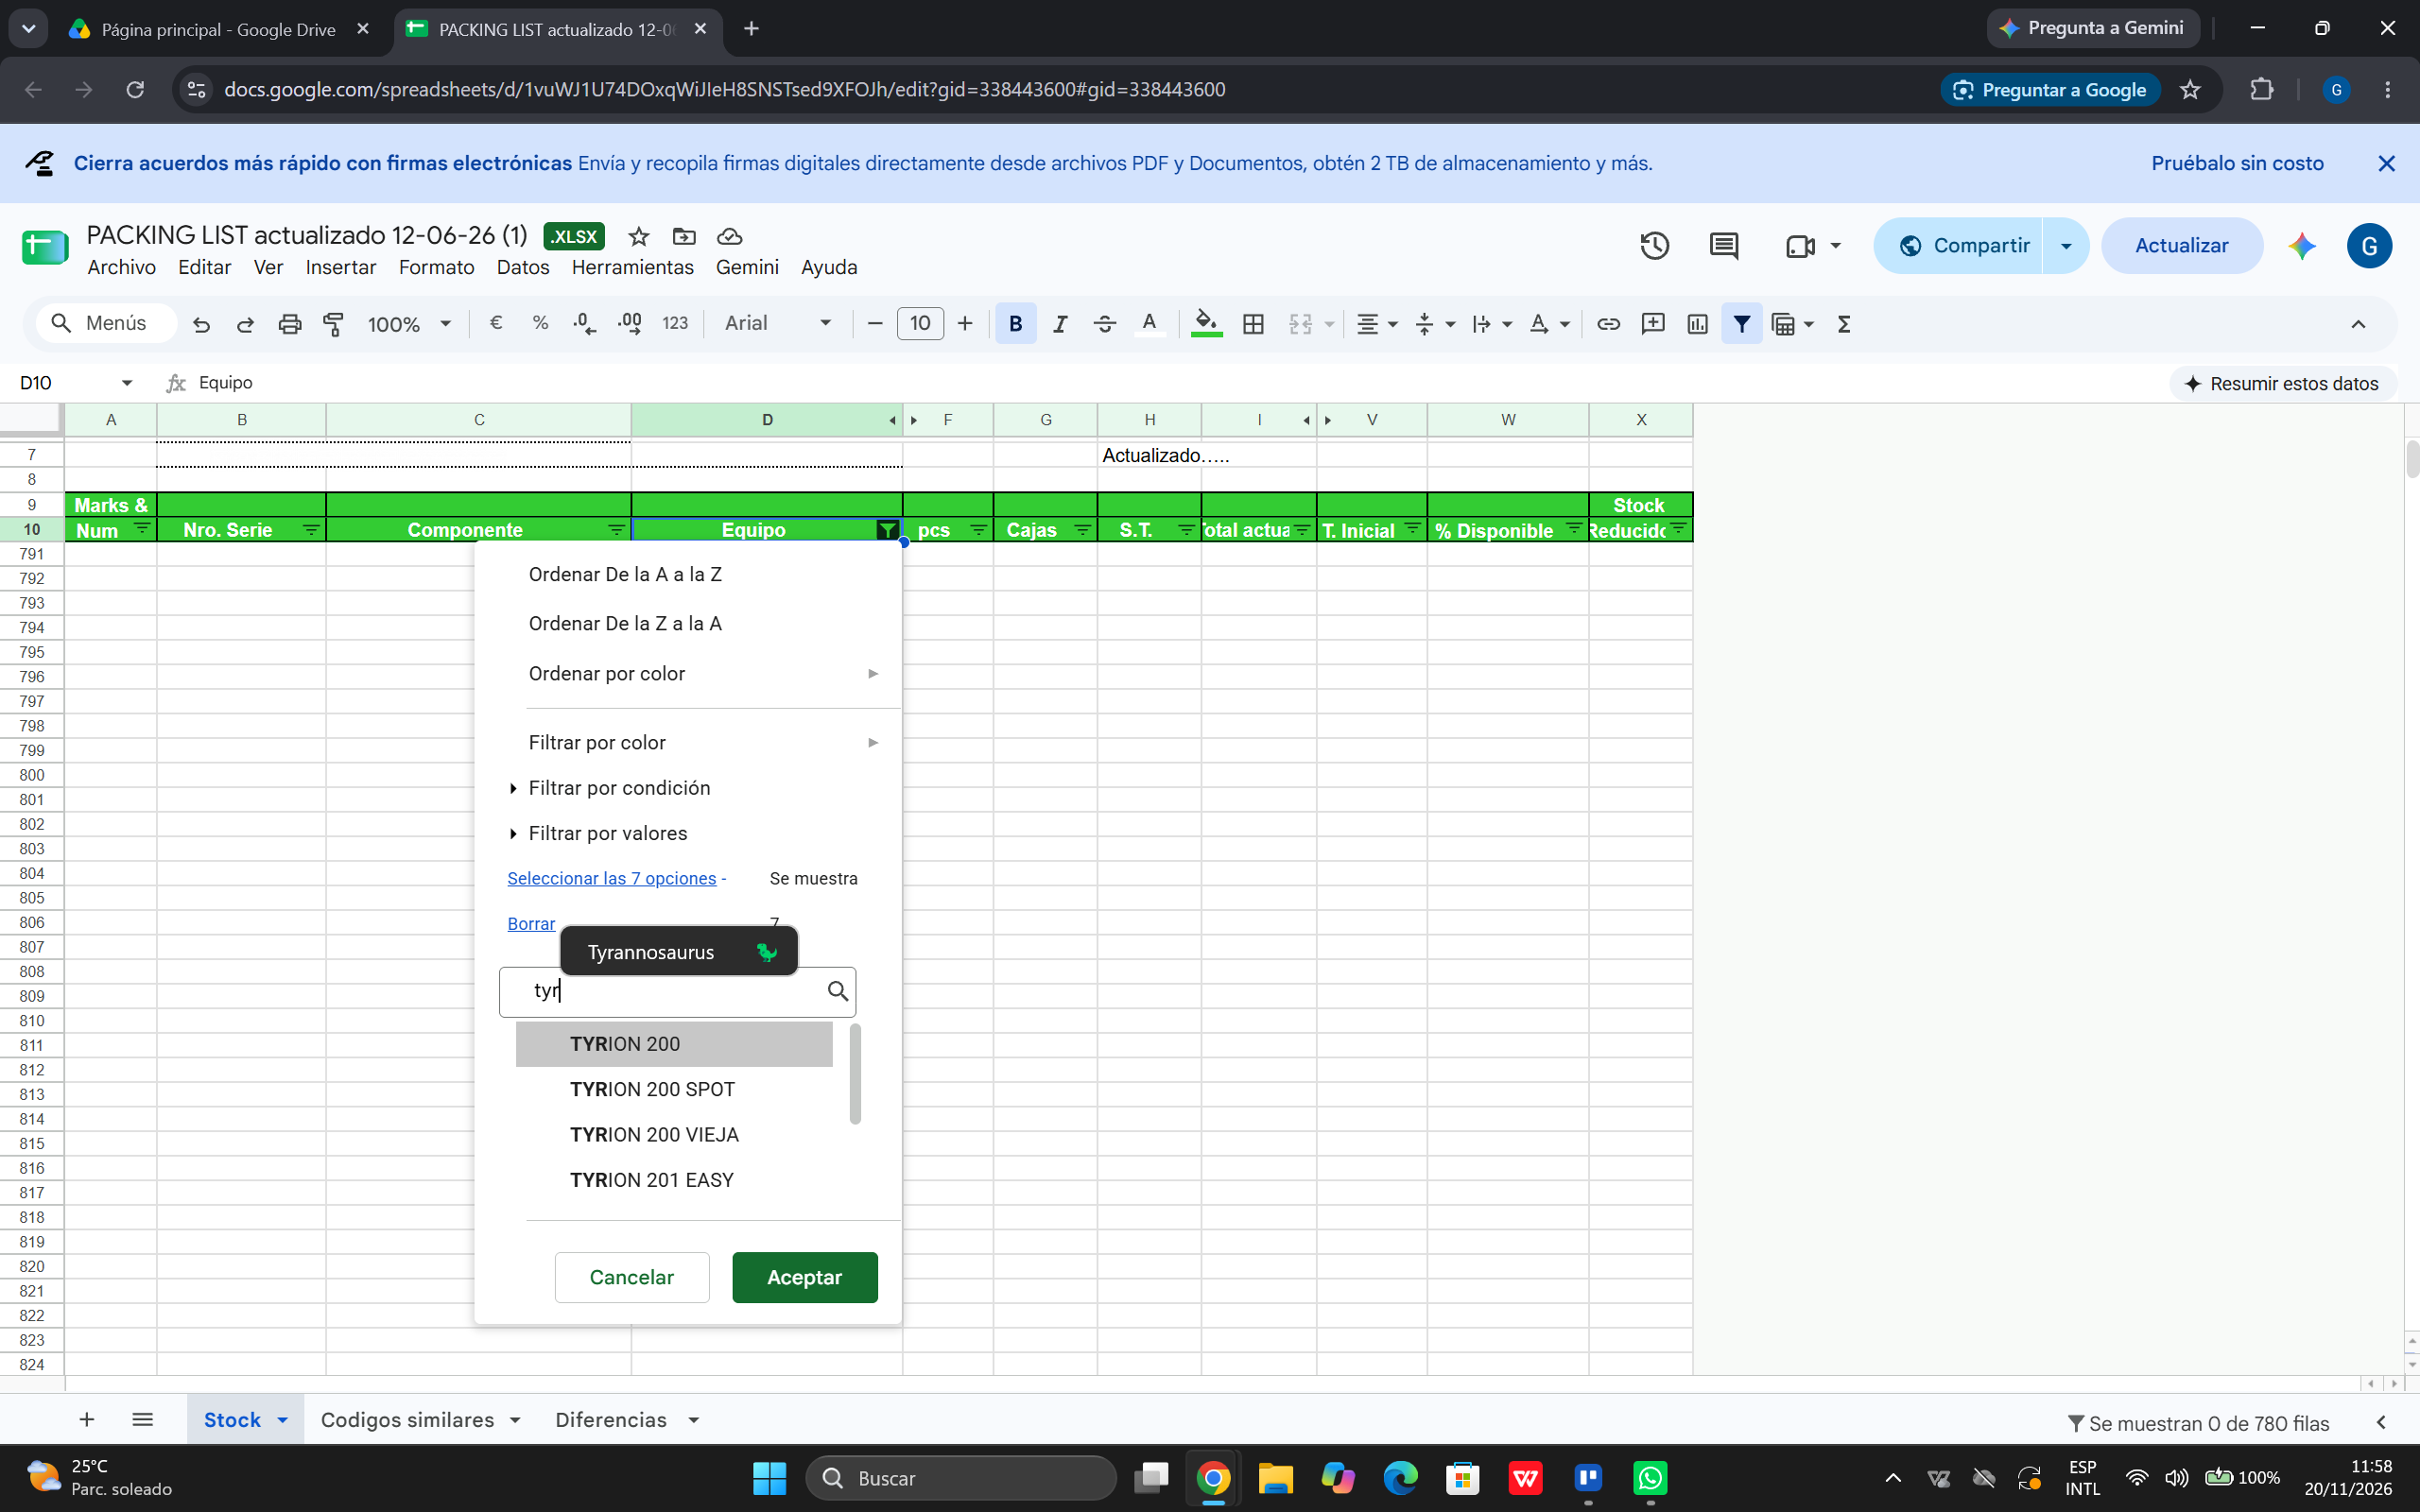 Página principal - Google Drive
PACKING LIST actualizado 12-06
Pregunta a Gemini
docs.google.com/spreadsheets/d/1vuWJ1U74DOxqWiJIeH8SNSTsed9XFOJh/edit?gid=338443600#gid=338443600
Preguntar a Google
G
Cierra acuerdos más rápido con firmas electrónicas Envía y recopila firmas digitales directamente desde archivos PDF y Documentos, obtén 2 TB de almacenamiento y más.
Pruébalo sin costo
PACKING LIST actualizado 12-06-26 (1) .XLSX
Archivo Editar Ver Insertar Formato Datos Herramientas Gemini Ayuda
Compartir
Actualizar
G
Menús 100% € % .0 .00 123 Arial 10 B I A
D10 fx Equipo
Resumir estos datos
A B C D F G H I V W X
7 Actualizado…..
8
9 Marks & Stock
10 Num Nro. Serie Componente Equipo pcs Cajas S.T. Total actua T. Inicial % Disponible Reducido
791
792
793
794
795
796
797
798
799
800
801
802
803
804
805
806
807
808
809
810
811
812
813
814
815
816
817
818
819
820
821
822
823
824
Ordenar De la A a la Z
Ordenar De la Z a la A
Ordenar por color
Filtrar por color
Filtrar por condición
Filtrar por valores
Seleccionar las 7 opciones - Se muestra
Borrar 7
Tyrannosaurus 🦖
tyr
TYRION 200
TYRION 200 SPOT
TYRION 200 VIEJA
TYRION 201 EASY
Cancelar Aceptar
Stock Codigos similares Diferencias
Se muestran 0 de 780 filas
25°C
Parc. soleado
Buscar
ESP
INTL
100%
11:58
20/11/2026